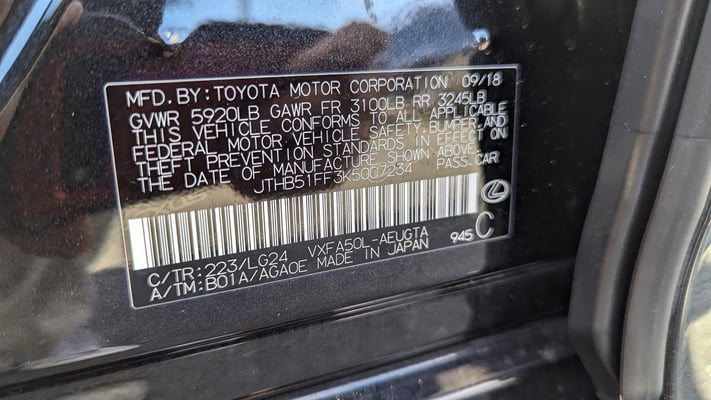 MFD. BY: TOYOTA MOTOR CORPORATION 09/18
GVWR 5920LB GAWR FR 3100LB RR 3245LB
THIS VEHICLE CONFORMS TO ALL APPLICABLE
FEDERAL MOTOR VEHICLE SAFETY, BUMPER, AND
THEFT PREVENTION STANDARDS IN EFFECT ON
THE DATE OF MANUFACTURE SHOWN ABOVE.
JTHB51FF3K5007234 PASS. CAR
C/TR: 223/LG24 VXFA50L-AEUGTA 945 C
A/TM: B01A/AGA0E MADE IN JAPAN